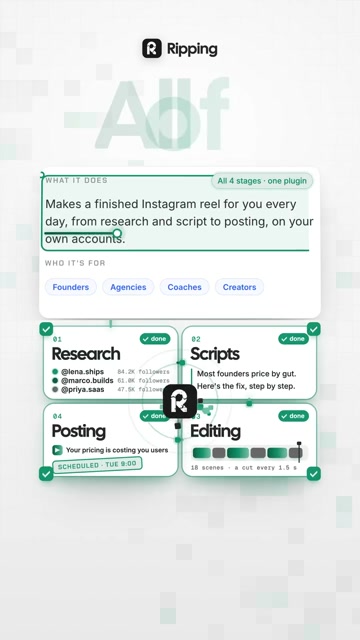 Ripping
All f
WHAT IT DOES
All 4 stages · one plugin
Makes a finished Instagram reel for you every
day, from research and script to posting, on your
own accounts.
WHO IT'S FOR
Founders
Agencies
Coaches
Creators
01
done
Research
@lena.ships 84.2K followers
@marco.builds 61.0K followers
@priya.saas 47.5K followers
02
done
Scripts
Most founders price by gut.
Here's the fix, step by step.
04
done
Posting
Your pricing is costing you users
SCHEDULED · TUE 9:00
03
done
Editing
18 scenes · a cut every 1.5 s